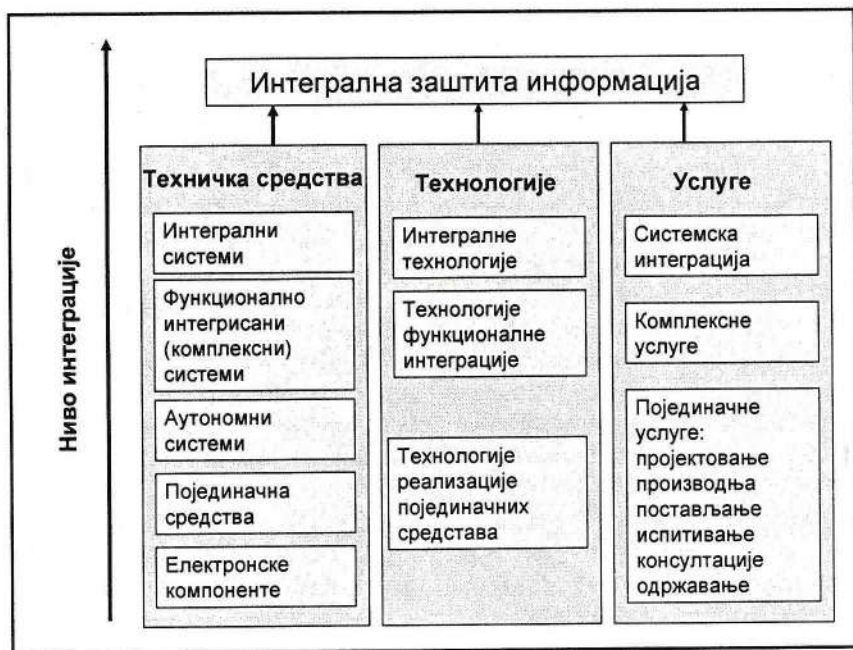 Интегрална заштита информација
Ниво интеграције
Техничка средства
Интегрални
системи
Функционално
интегрисани
(комплексни)
системи
Аутономни
системи
Појединачна
средства
Електронске
компоненте
Технологије
Интегралне
технологије
Технологије
функционалне
интеграције
Технологије
реализације
појединачних
средстава
Услуге
Системска
интеграција
Комплексне
услуге
Појединачне
услуге:
пројектовање
производња
постављање
испитивање
консултације
одржавање